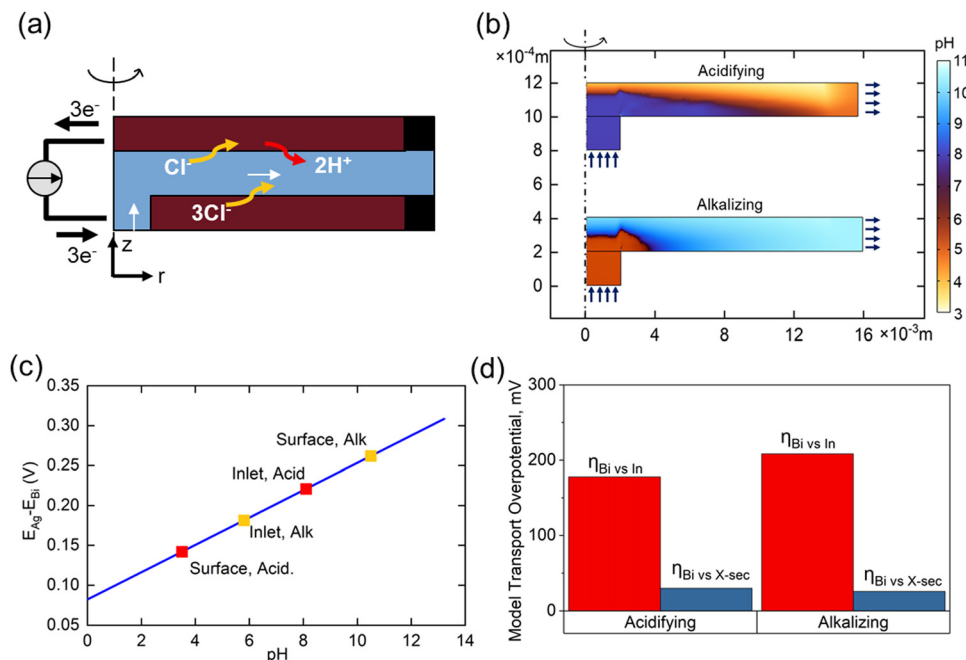 (a)
3e⁻
Cl⁻
2H⁺
3Cl⁻
3e⁻
z
r
(b)
×10⁻⁴ m
12
10
8
6
4
2
0
Acidifying
Alkalizing
0
4
8
12
16
×10⁻³m
pH
11
10
9
8
7
6
5
4
3
(c)
E_Ag-E_Bi (V)
0.35
0.30
0.25
0.20
0.15
0.10
0.05
Surface, Alk
Inlet, Acid
Inlet, Alk
Surface, Acid.
0
2
4
6
8
10
12
14
pH
(d)
Model Transport Overpotential, mV
300
200
100
0
η_Bi vs In
η_Bi vs X-sec
η_Bi vs In
η_Bi vs X-sec
Acidifying
Alkalizing